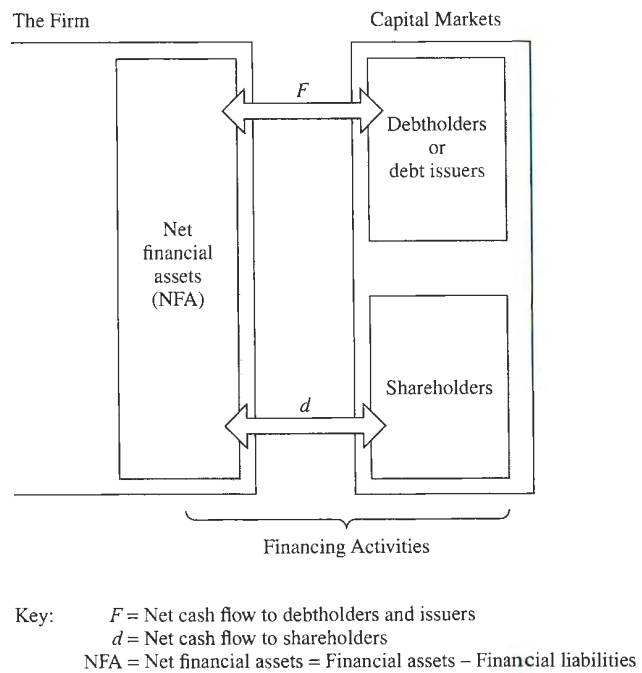 The Firm
Capital Markets
F
Debtholders
or
debt issuers
Net
financial
assets
(NFA)
Shareholders
d
Financing Activities
Key:
F = Net cash flow to debtholders and issuers
d = Net cash flow to shareholders
NFA = Net financial assets = Financial assets – Financial liabilities